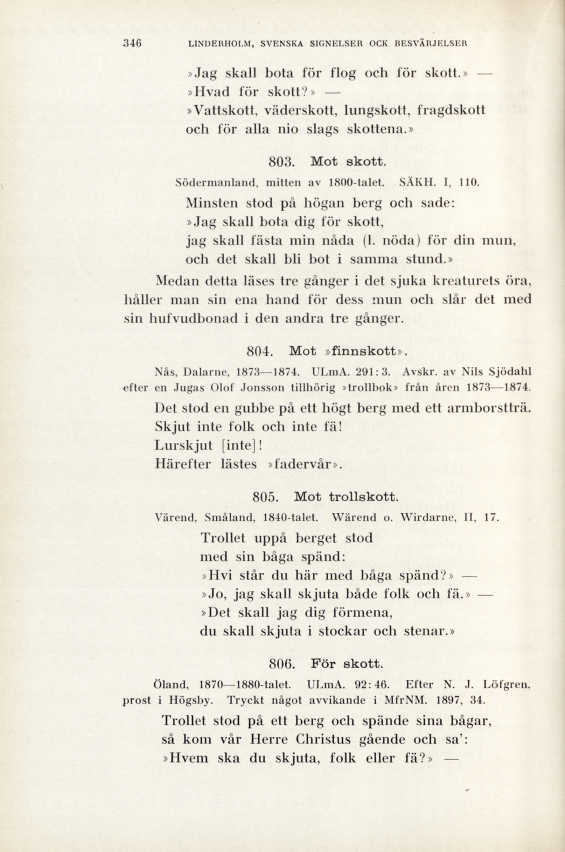 346 LINDERHOLM, SVENSKA SIGNELSER OCK BESVÄRJELSER
»Jag skall bota för flog och för skott.» —
»Hvad för skott?» —
»Vattskott, väderskott, lungskott, fragdskott
och för alla nio slags skottena.»
803. Mot skott.
Södermanland, mitten av 1800-talet. SÄKH. I, 110.
Minsten stod på högan berg och sade:
»Jag skall bota dig för skott,
jag skall fästa min nåda (l. nöda) för din mun,
och det skall bli bot i samma stund.»
Medan detta läses tre gånger i det sjuka kreaturets öra,
håller man sin ena hand för dess mun och slår det med
sin hufvudbonad i den andra tre gånger.
804. Mot »finnskott».
Nås, Dalarne, 1873—1874. ULmA. 291: 3. Avskr. av Nils Sjödahl
efter en Jugas Olof Jonsson tillhörig »trollbok» från åren 1873—1874.
Det stod en gubbe på ett högt berg med ett armborstträ.
Skjut inte folk och inte fä!
Lurskjut [inte]!
Härefter lästes »fadervår».
805. Mot trollskott.
Värend, Småland, 1840-talet. Wärend o. Wirdarne, II, 17.
Trollet uppå berget stod
med sin båga spänd:
»Hvi står du här med båga spänd?» —
»Jo, jag skall skjuta både folk och fä.» —
»Det skall jag dig förmena,
du skall skjuta i stockar och stenar.»
806. För skott.
Öland, 1870—1880-talet. ULmA. 92: 46. Efter N. J. Löfgren,
prost i Högsby. Tryckt något avvikande i MfrNM. 1897, 34.
Trollet stod på ett berg och spände sina bågar,
så kom vår Herre Christus gående och sa':
»Hvem ska du skjuta, folk eller fä?» —